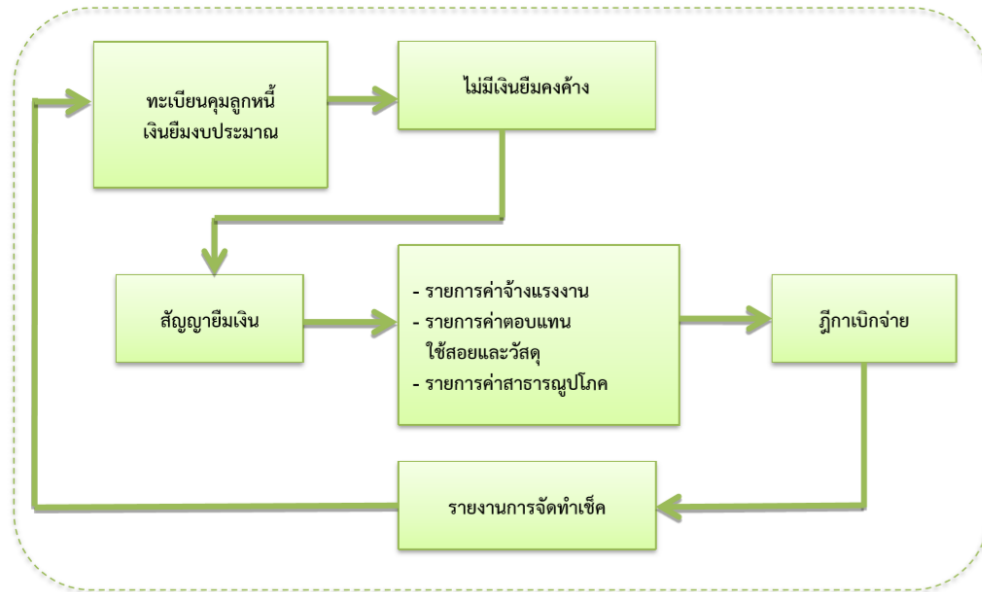 ทะเบียนคุมลูกหนี้
เงินยืมงบประมาณ
ไม่มีเงินยืมคงค้าง
สัญญายืมเงิน
- รายการค่าจ้างแรงงาน
- รายการค่าตอบแทน
ใช้สอยและวัสดุ
- รายการค่าสาธารณูปโภค
ฎีกาเบิกจ่าย
รายงานการจัดทำเช็ค